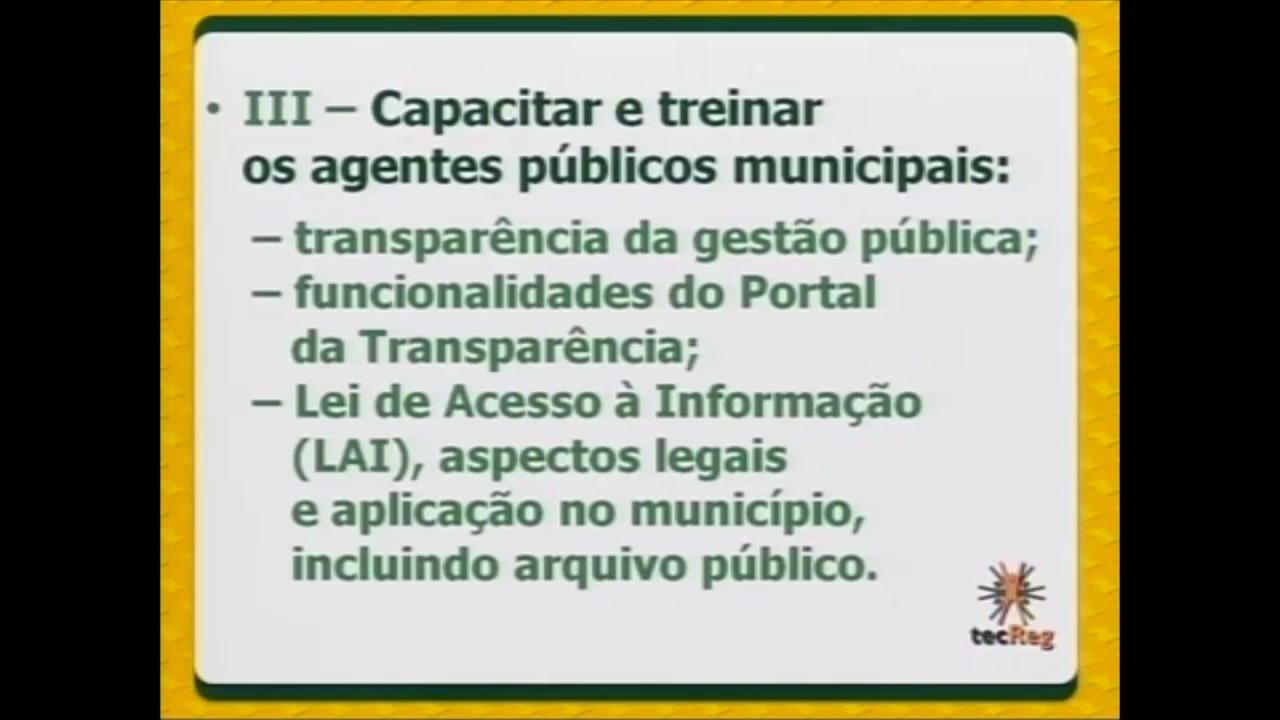 • III – Capacitar e treinar
os agentes públicos municipais:
– transparência da gestão pública;
– funcionalidades do Portal
da Transparência;
– Lei de Acesso à Informação
(LAI), aspectos legais
e aplicação no município,
incluindo arquivo público.
tecReg